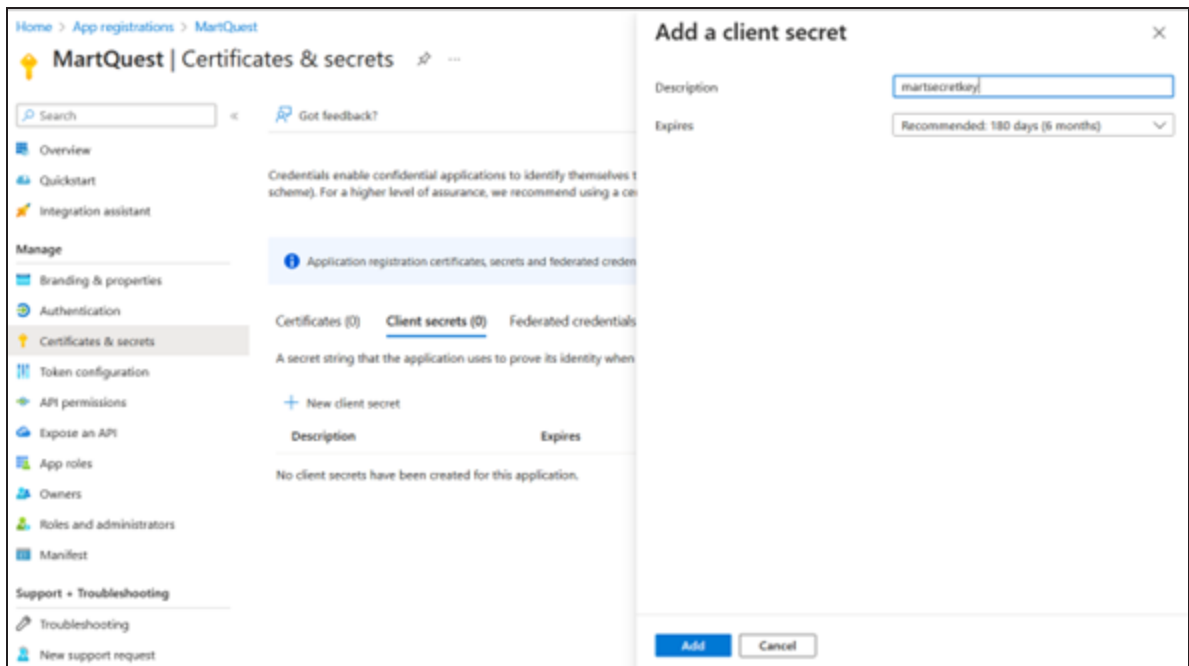 Home > App registrations > MartQuest
MartQuest | Certificates & secrets
Search
Overview
Quickstart
Integration assistant
Manage
Branding & properties
Authentication
Certificates & secrets
Token configuration
API permissions
Expose an API
App roles
Owners
Roles and administrators
Manifest
Support + Troubleshooting
Troubleshooting
New support request
Got feedback?
Credentials enable confidential applications to identify themselves t
scheme). For a higher level of assurance, we recommend using a ce
Application registration certificates, secrets and federated creden
Certificates (0) Client secrets (0) Federated credentials
A secret string that the application uses to prove its identity when
New client secret
Description Expires
No client secrets have been created for this application.
Add a client secret
Description martsecretkey
Expires Recommended: 180 days (6 months)
Add Cancel